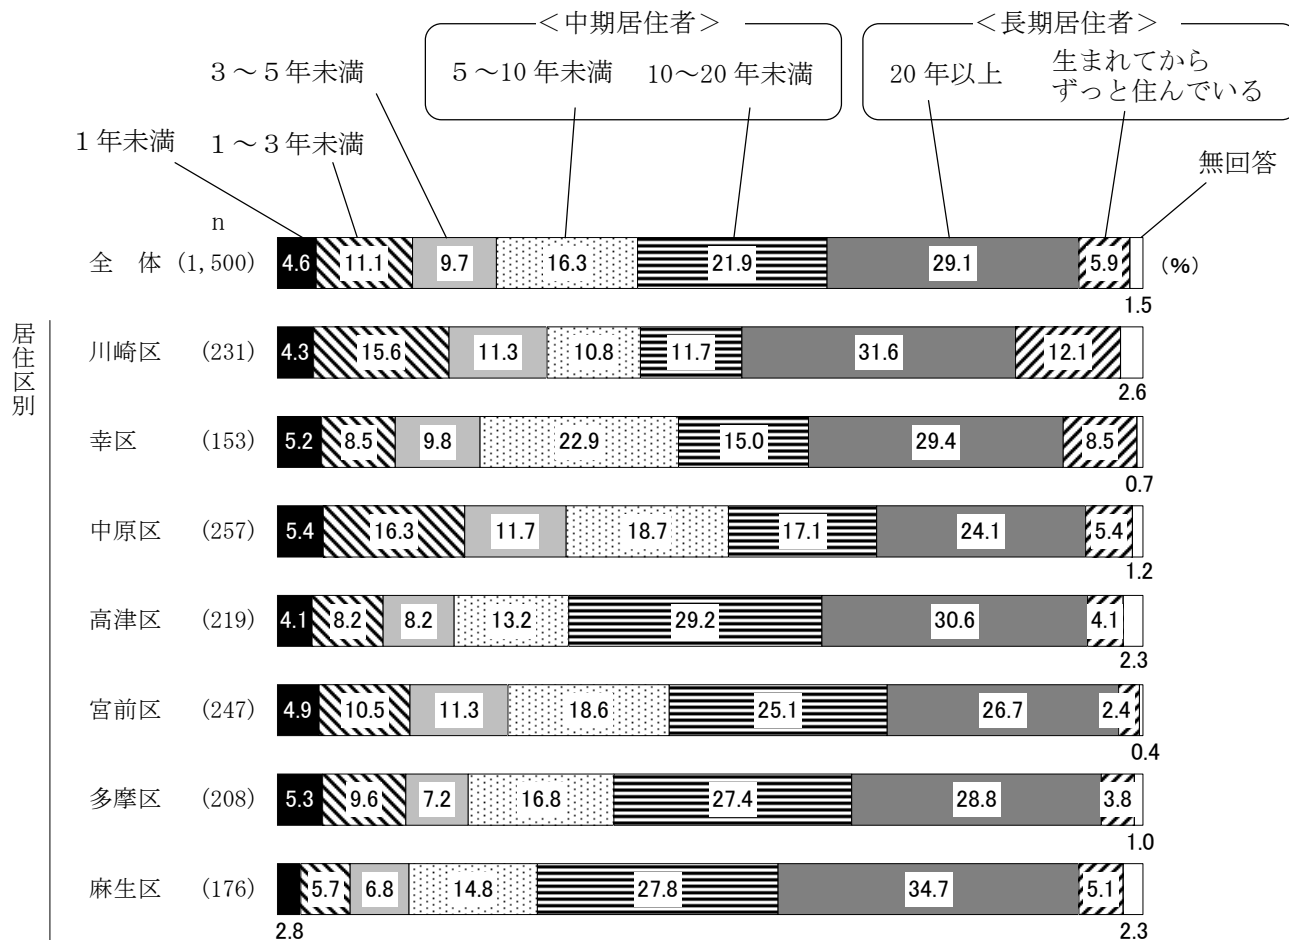 ＜中期居住者＞
＜長期居住者＞
３～５年未満
５～10 年未満
10～20 年未満
20 年以上
生まれてから
ずっと住んでいる
１年未満
１～３年未満
無回答
n
全　体 (1,500) 4.6 11.1 9.7 16.3 21.9 29.1 5.9 (%)
1.5
居住区別
川崎区 (231) 4.3 15.6 11.3 10.8 11.7 31.6 12.1
2.6
幸区 (153) 5.2 8.5 9.8 22.9 15.0 29.4 8.5
0.7
中原区 (257) 5.4 16.3 11.7 18.7 17.1 24.1 5.4
1.2
高津区 (219) 4.1 8.2 8.2 13.2 29.2 30.6 4.1
2.3
宮前区 (247) 4.9 10.5 11.3 18.6 25.1 26.7 2.4
0.4
多摩区 (208) 5.3 9.6 7.2 16.8 27.4 28.8 3.8
1.0
麻生区 (176) 5.7 6.8 14.8 27.8 34.7 5.1
2.8 2.3